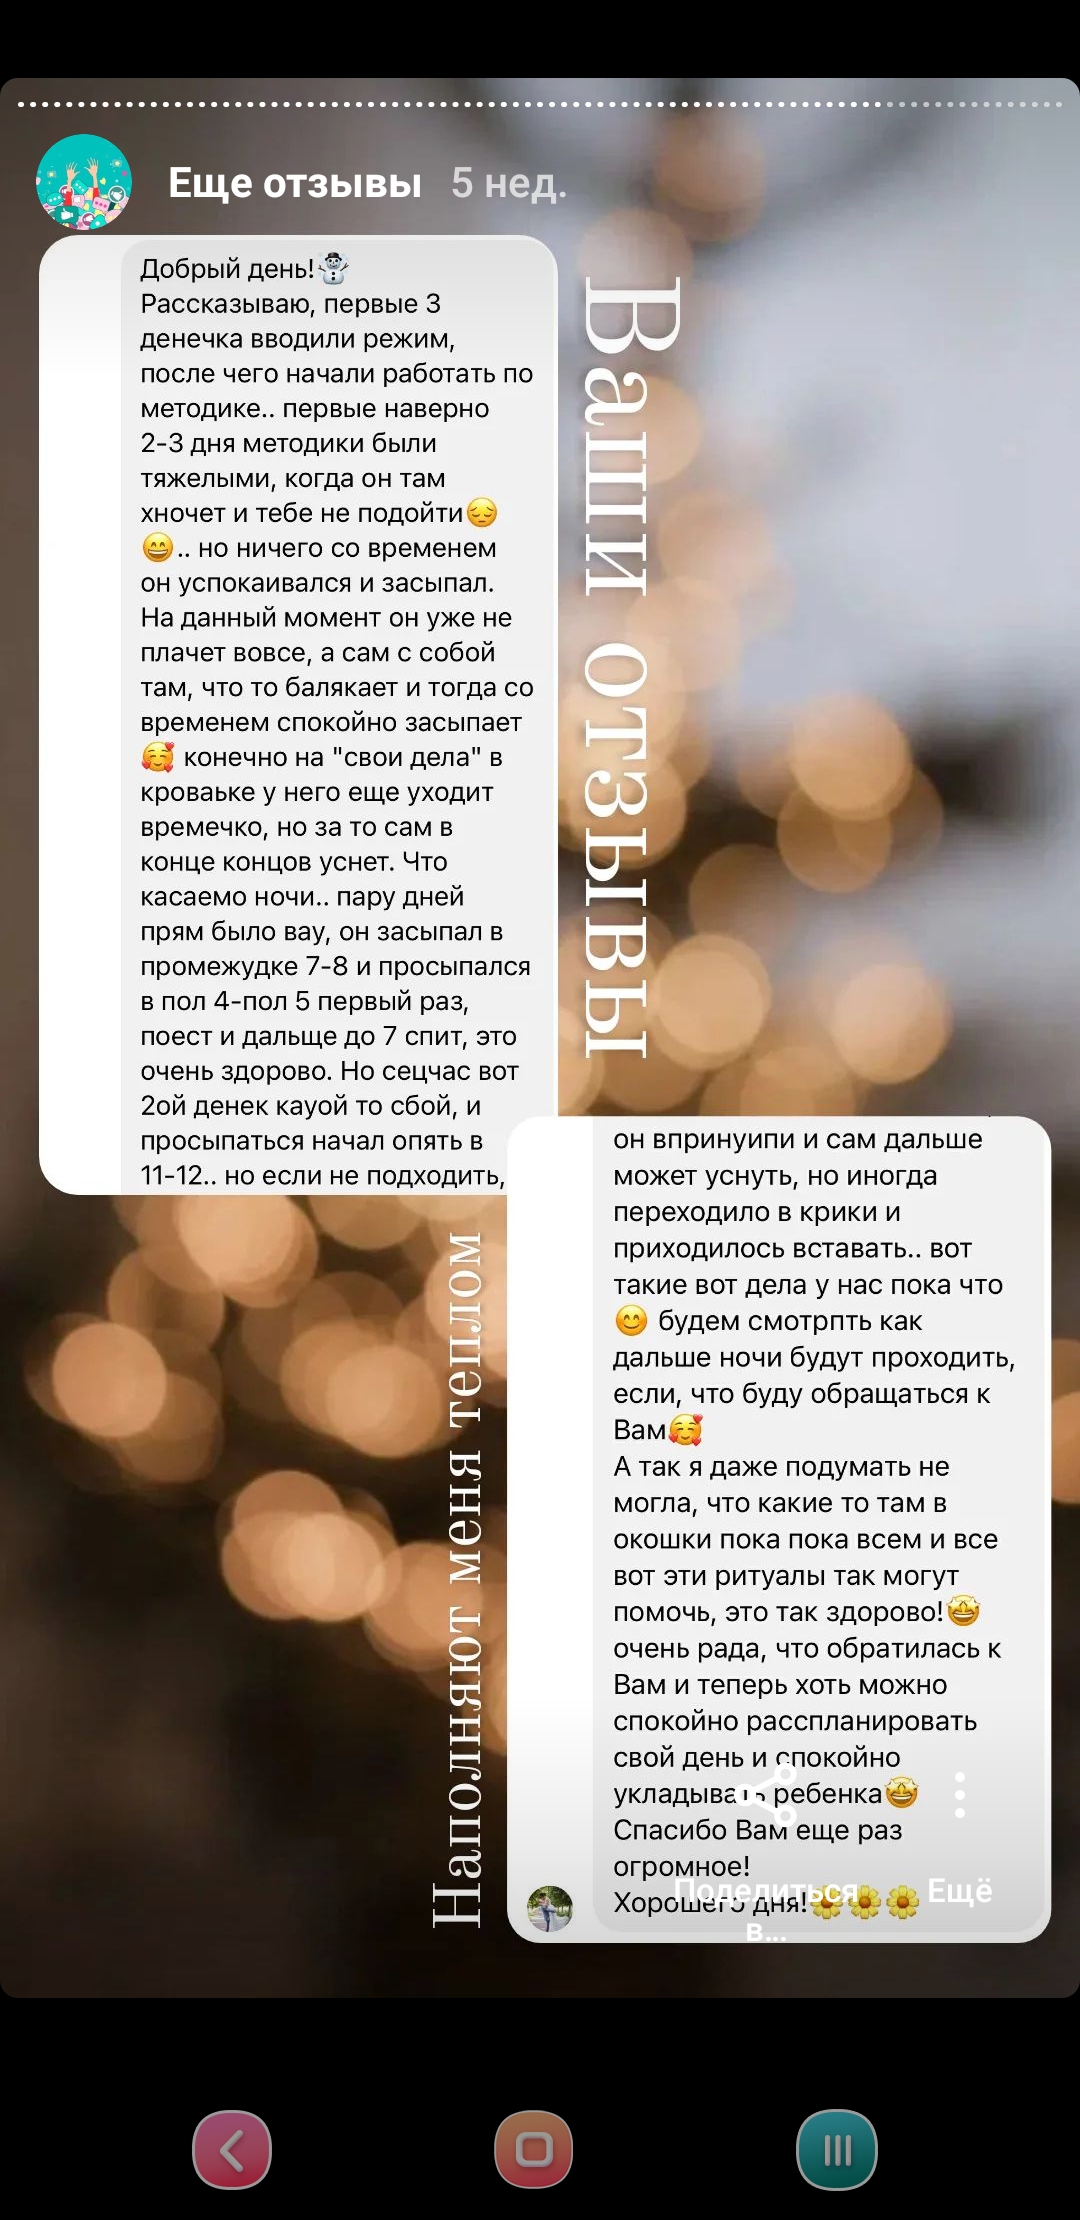 Еще отзывы 5 нед.
Добрый день!⛄
Рассказываю, первые 3
денечка вводили режим,
после чего начали работать по
методике.. первые наверно
2-3 дня методики были
тяжелыми, когда он там
хночет и тебе не подойти😔
😄.. но ничего со временем
он успокаивался и засыпал.
На данный момент он уже не
плачет вовсе, а сам с собой
там, что то балякает и тогда со
временем спокойно засыпает
🥰 конечно на "свои дела" в
кроваьке у него еще уходит
времечко, но за то сам в
конце концов уснет. Что
касаемо ночи.. пару дней
прям было вау, он засыпал в
промежудке 7-8 и просыпался
в пол 4-пол 5 первый раз,
поест и дальще до 7 спит, это
очень здорово. Но сецчас вот
2ой денек кауой то сбой, и
просыпаться начал опять в
11-12.. но если не подходить,
Ваши отзывы
он впринуипи и сам дальше
может уснуть, но иногда
переходило в крики и
приходилось вставать.. вот
такие вот дела у нас пока что
😊 будем смотрпть как
дальше ночи будут проходить,
если, что буду обращаться к
Вам🥰
А так я даже подумать не
могла, что какие то там в
окошки пока пока всем и все
вот эти ритуалы так могут
помочь, это так здорово!🤩
очень рада, что обратилась к
Вам и теперь хоть можно
спокойно расспланировать
свой день и спокойно
укладывать ребенка🤩
Спасибо Вам еще раз
огромное!
Хорошего дня!🌼🌼🌼
Наполняют меня теплом
Поделиться
в...
Ещё